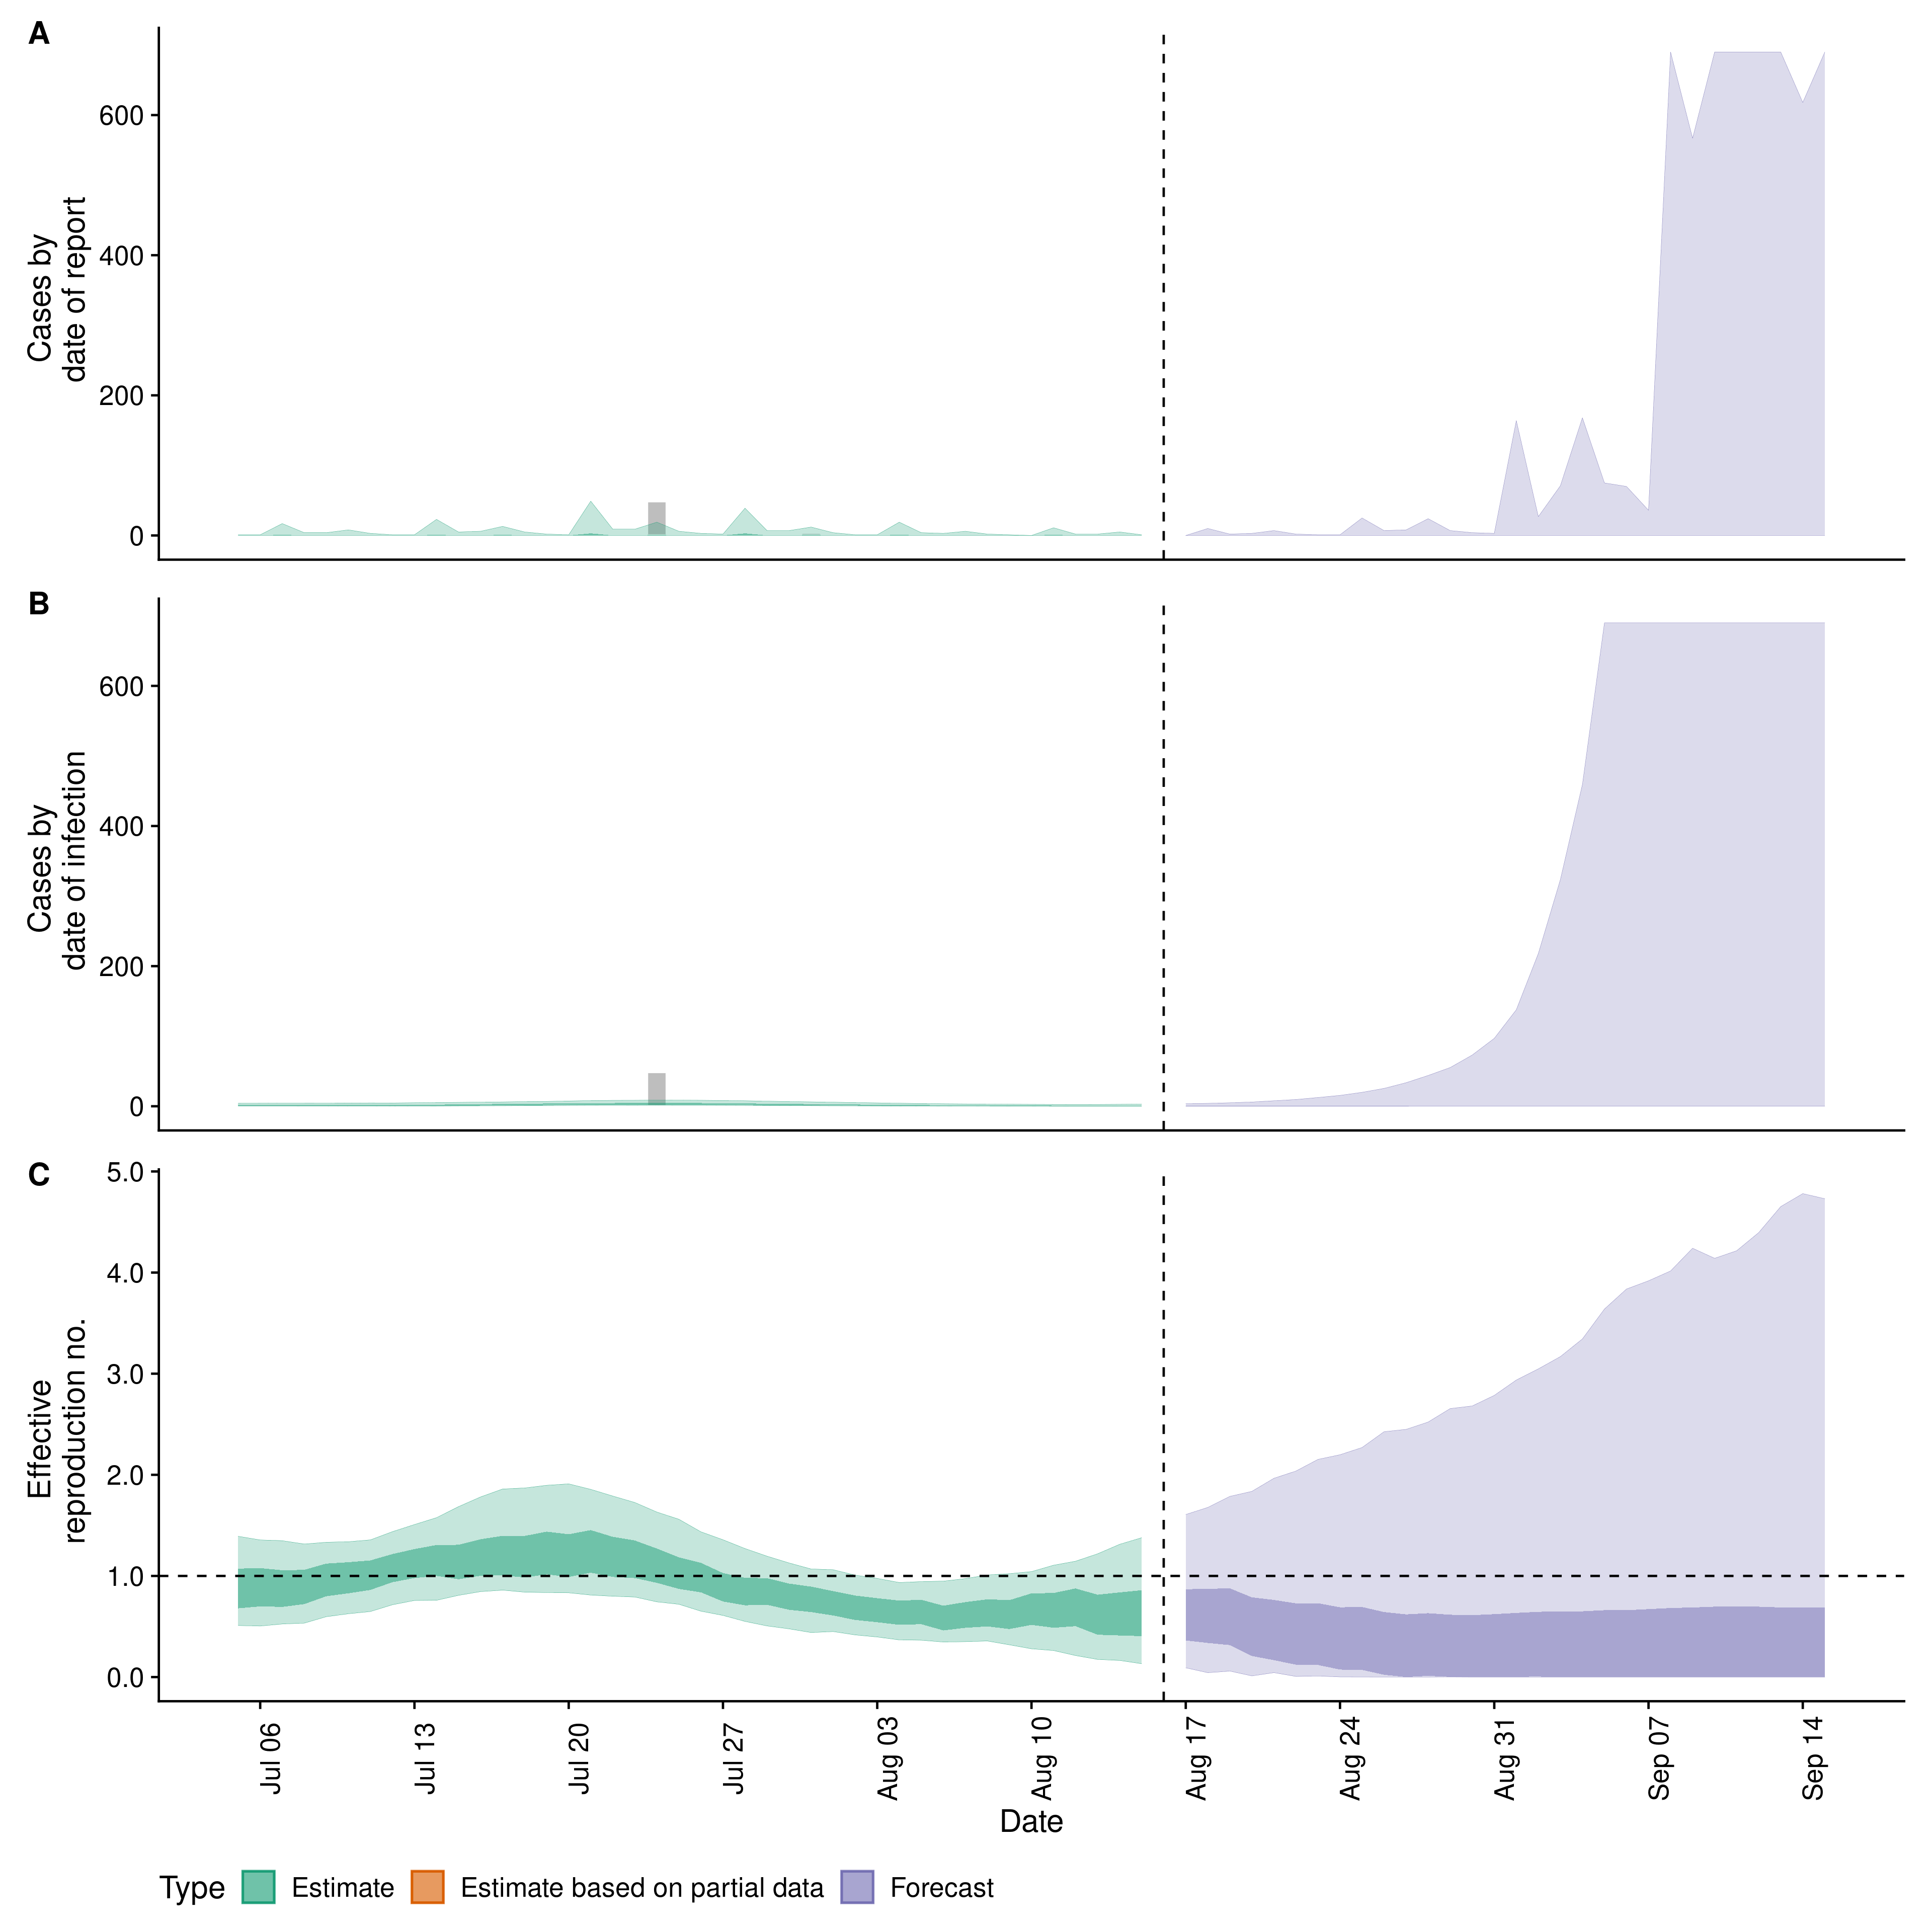 A
Cases by
date of report
600
400
200
0
B
Cases by
date of infection
600
400
200
0
C
Effective
reproduction no.
5.0
4.0
3.0
2.0
1.0
0.0
Jul 06
Jul 13
Jul 20
Jul 27
Aug 03
Aug 10
Aug 17
Aug 24
Aug 31
Sep 07
Sep 14
Date
Type Estimate Estimate based on partial data Forecast